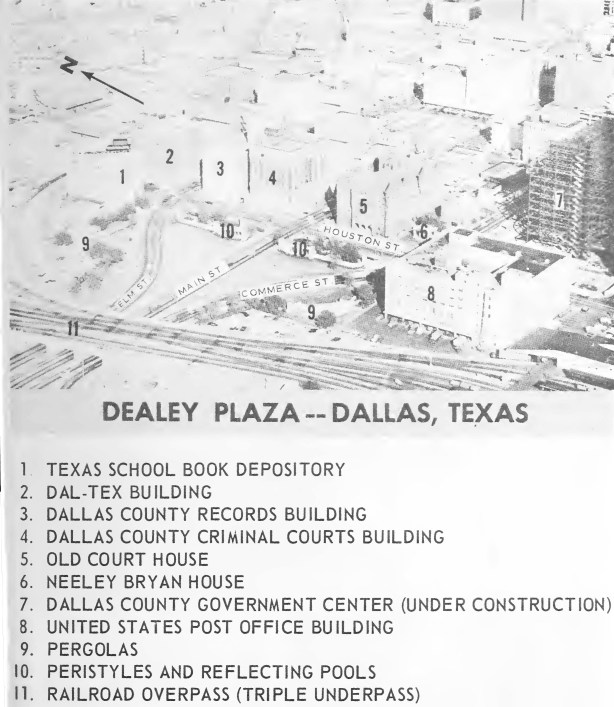 N
1
2
3
4
5
6
7
8
9
10
10
9
11
HOUSTON ST.
MAIN ST.
ELM ST.
COMMERCE ST
DEALEY PLAZA -- DALLAS, TEXAS
1. TEXAS SCHOOL BOOK DEPOSITORY
2. DAL-TEX BUILDING
3. DALLAS COUNTY RECORDS BUILDING
4. DALLAS COUNTY CRIMINAL COURTS BUILDING
5. OLD COURT HOUSE
6. NEELEY BRYAN HOUSE
7. DALLAS COUNTY GOVERNMENT CENTER (UNDER CONSTRUCTION)
8. UNITED STATES POST OFFICE BUILDING
9. PERGOLAS
10. PERISTYLES AND REFLECTING POOLS
11. RAILROAD OVERPASS (TRIPLE UNDERPASS)